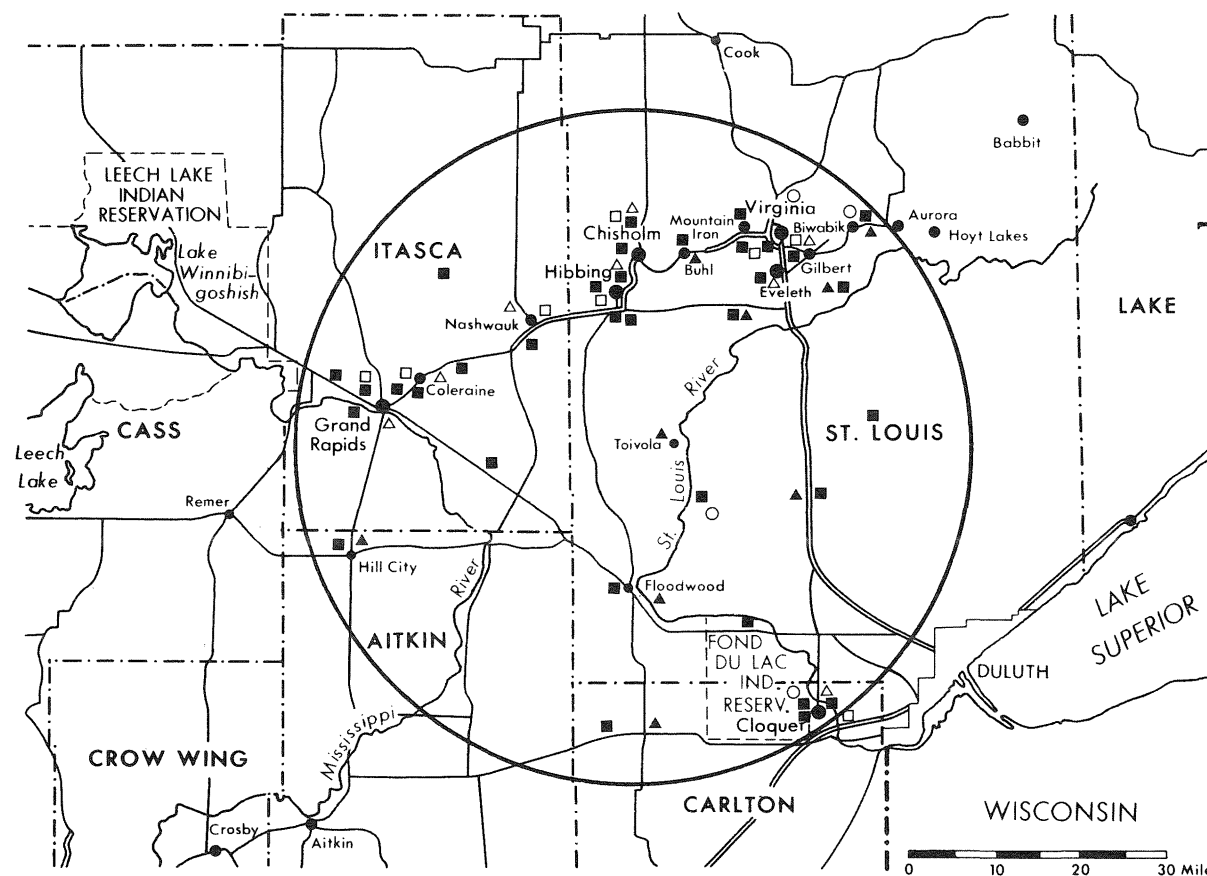 Cook
Babbit
LEECH LAKE
INDIAN
RESERVATION
Lake
Winnibi-
goshish
ITASCA
Chisholm
Mountain
Iron
Virginia
Biwabik
Aurora
Hoyt Lakes
Hibbing
Buhl
Gilbert
Eveleth
Nashwauk
LAKE
Coleraine
River
CASS
Grand
Rapids
Toivola
ST. LOUIS
Leech
Lake
Louis
St.
Remer
Hill City
River
Floodwood
AITKIN
LAKE
SUPERIOR
FOND
DU LAC
IND
RESERV.
Cloquet
DULUTH
Mississippi
CROW WING
CARLTON
WISCONSIN
Crosby
Aitkin
0 10 20 30 Mile